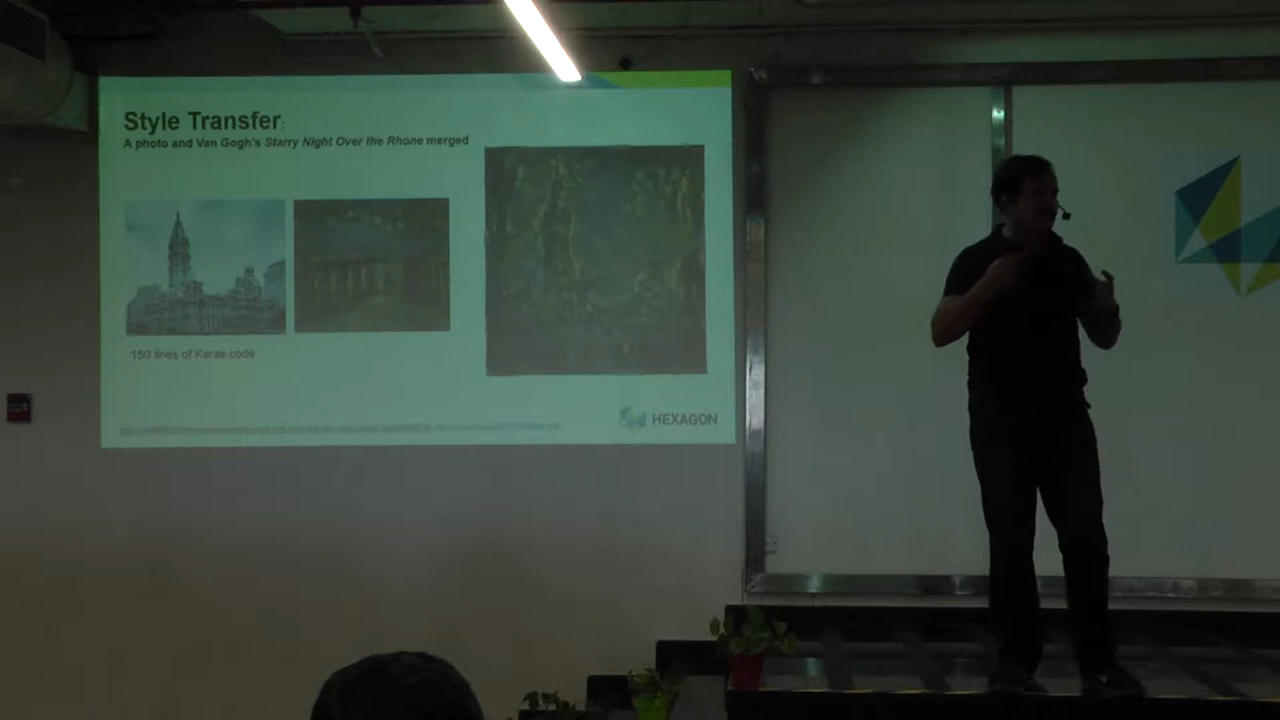 Style Transfer:
A photo and Van Gogh's Starry Night Over the Rhone merged
150 lines of Keras code
HEXAGON